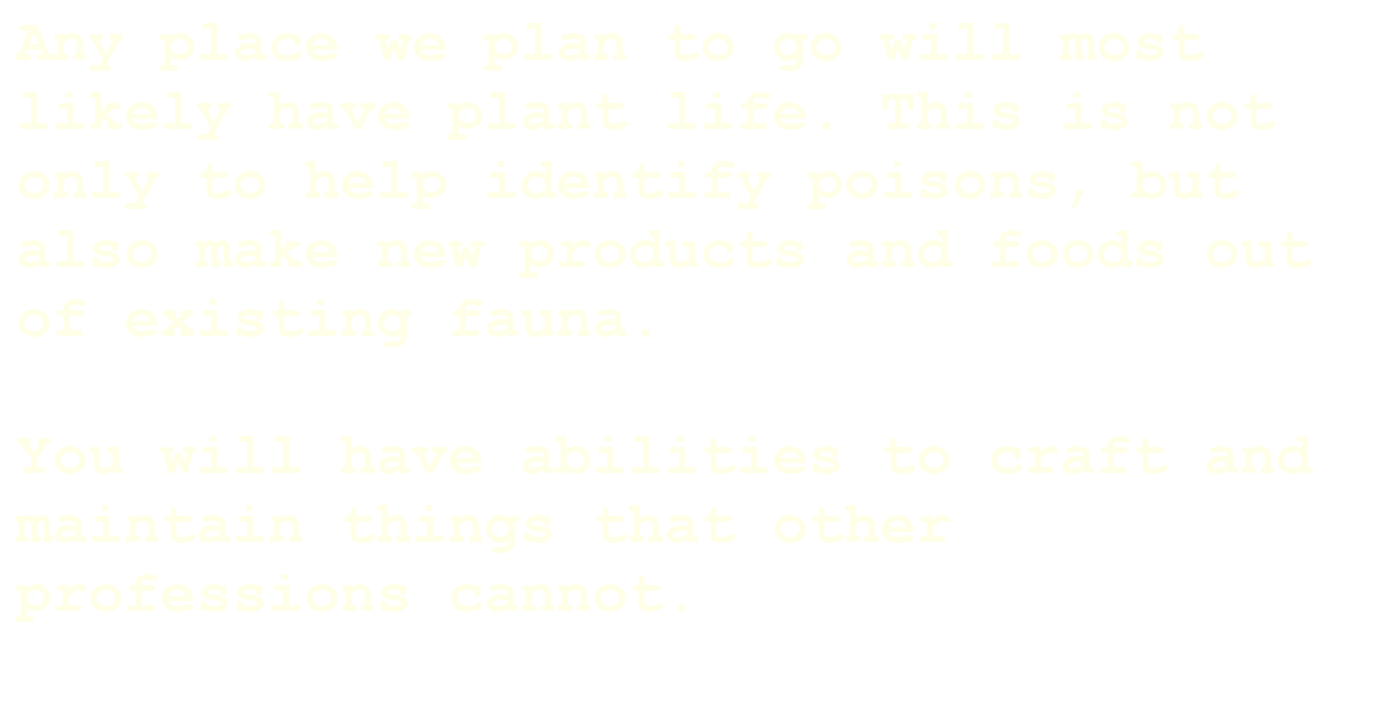 Any place we plan to go will most
likely have plant life. This is not
only to help identify poisons, but
also make new products and foods out
of existing fauna.
You will have abilities to craft and
maintain things that other
professions cannot.